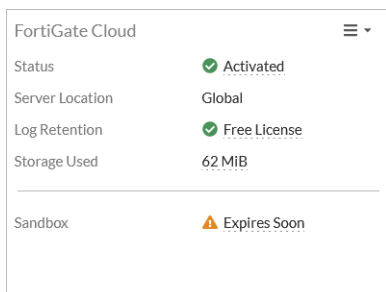 FortiGate Cloud
Status Activated
Server Location Global
Log Retention Free License
Storage Used 62 MiB
Sandbox Expires Soon